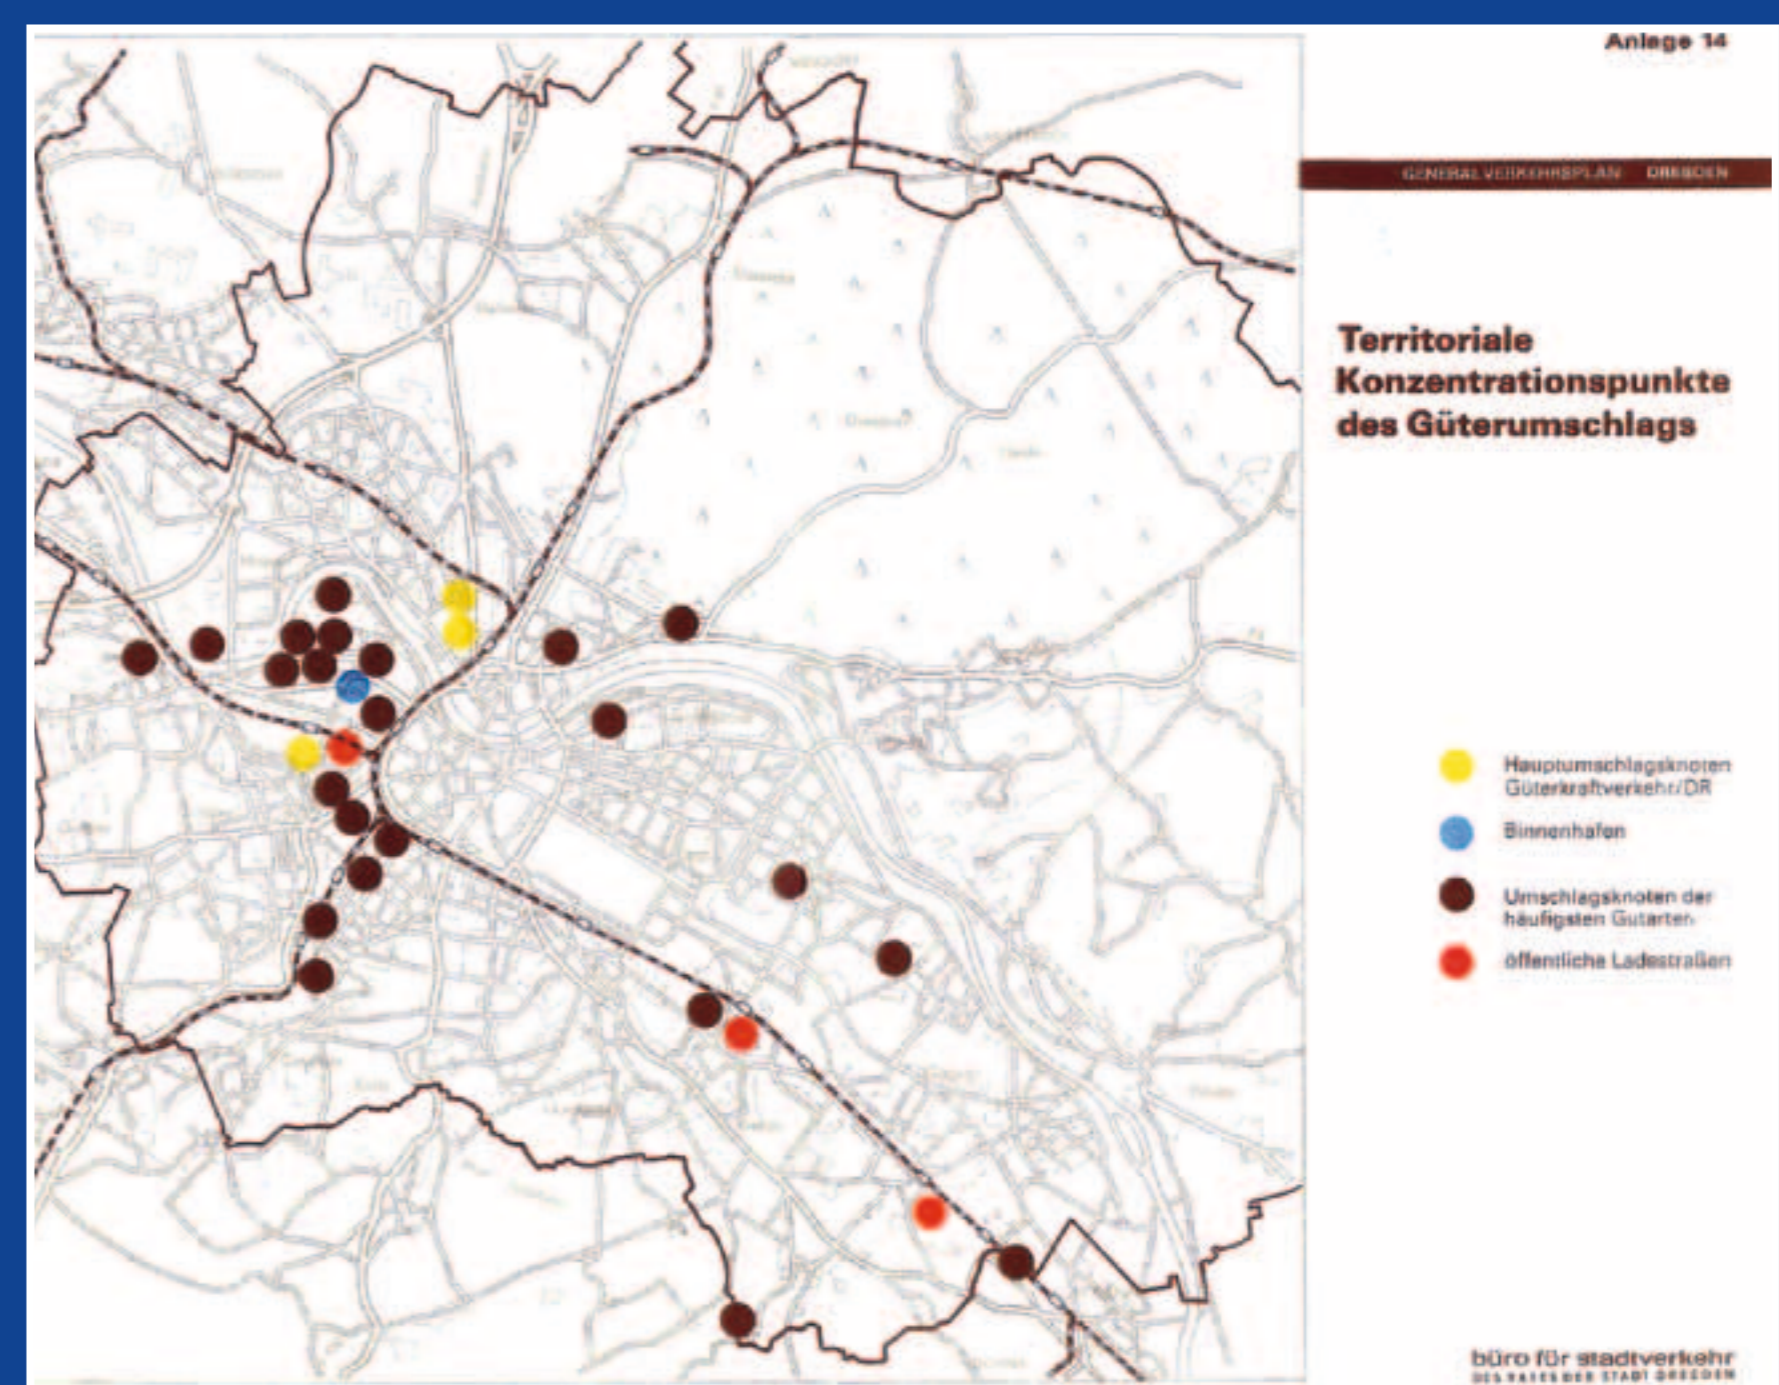 Anlage 14
GENERALVERKEHRSPLAN DRESDEN
Territoriale
Konzentrationspunkte
des Güterumschlags
Hauptumschlagsknoten
Güterkraftverkehr/DR
Binnenhafen
Umschlagsknoten der
häufigsten Gutarten
öffentliche Ladestraßen
büro für stadtverkehr
DES RATES DER STADT DRESDEN